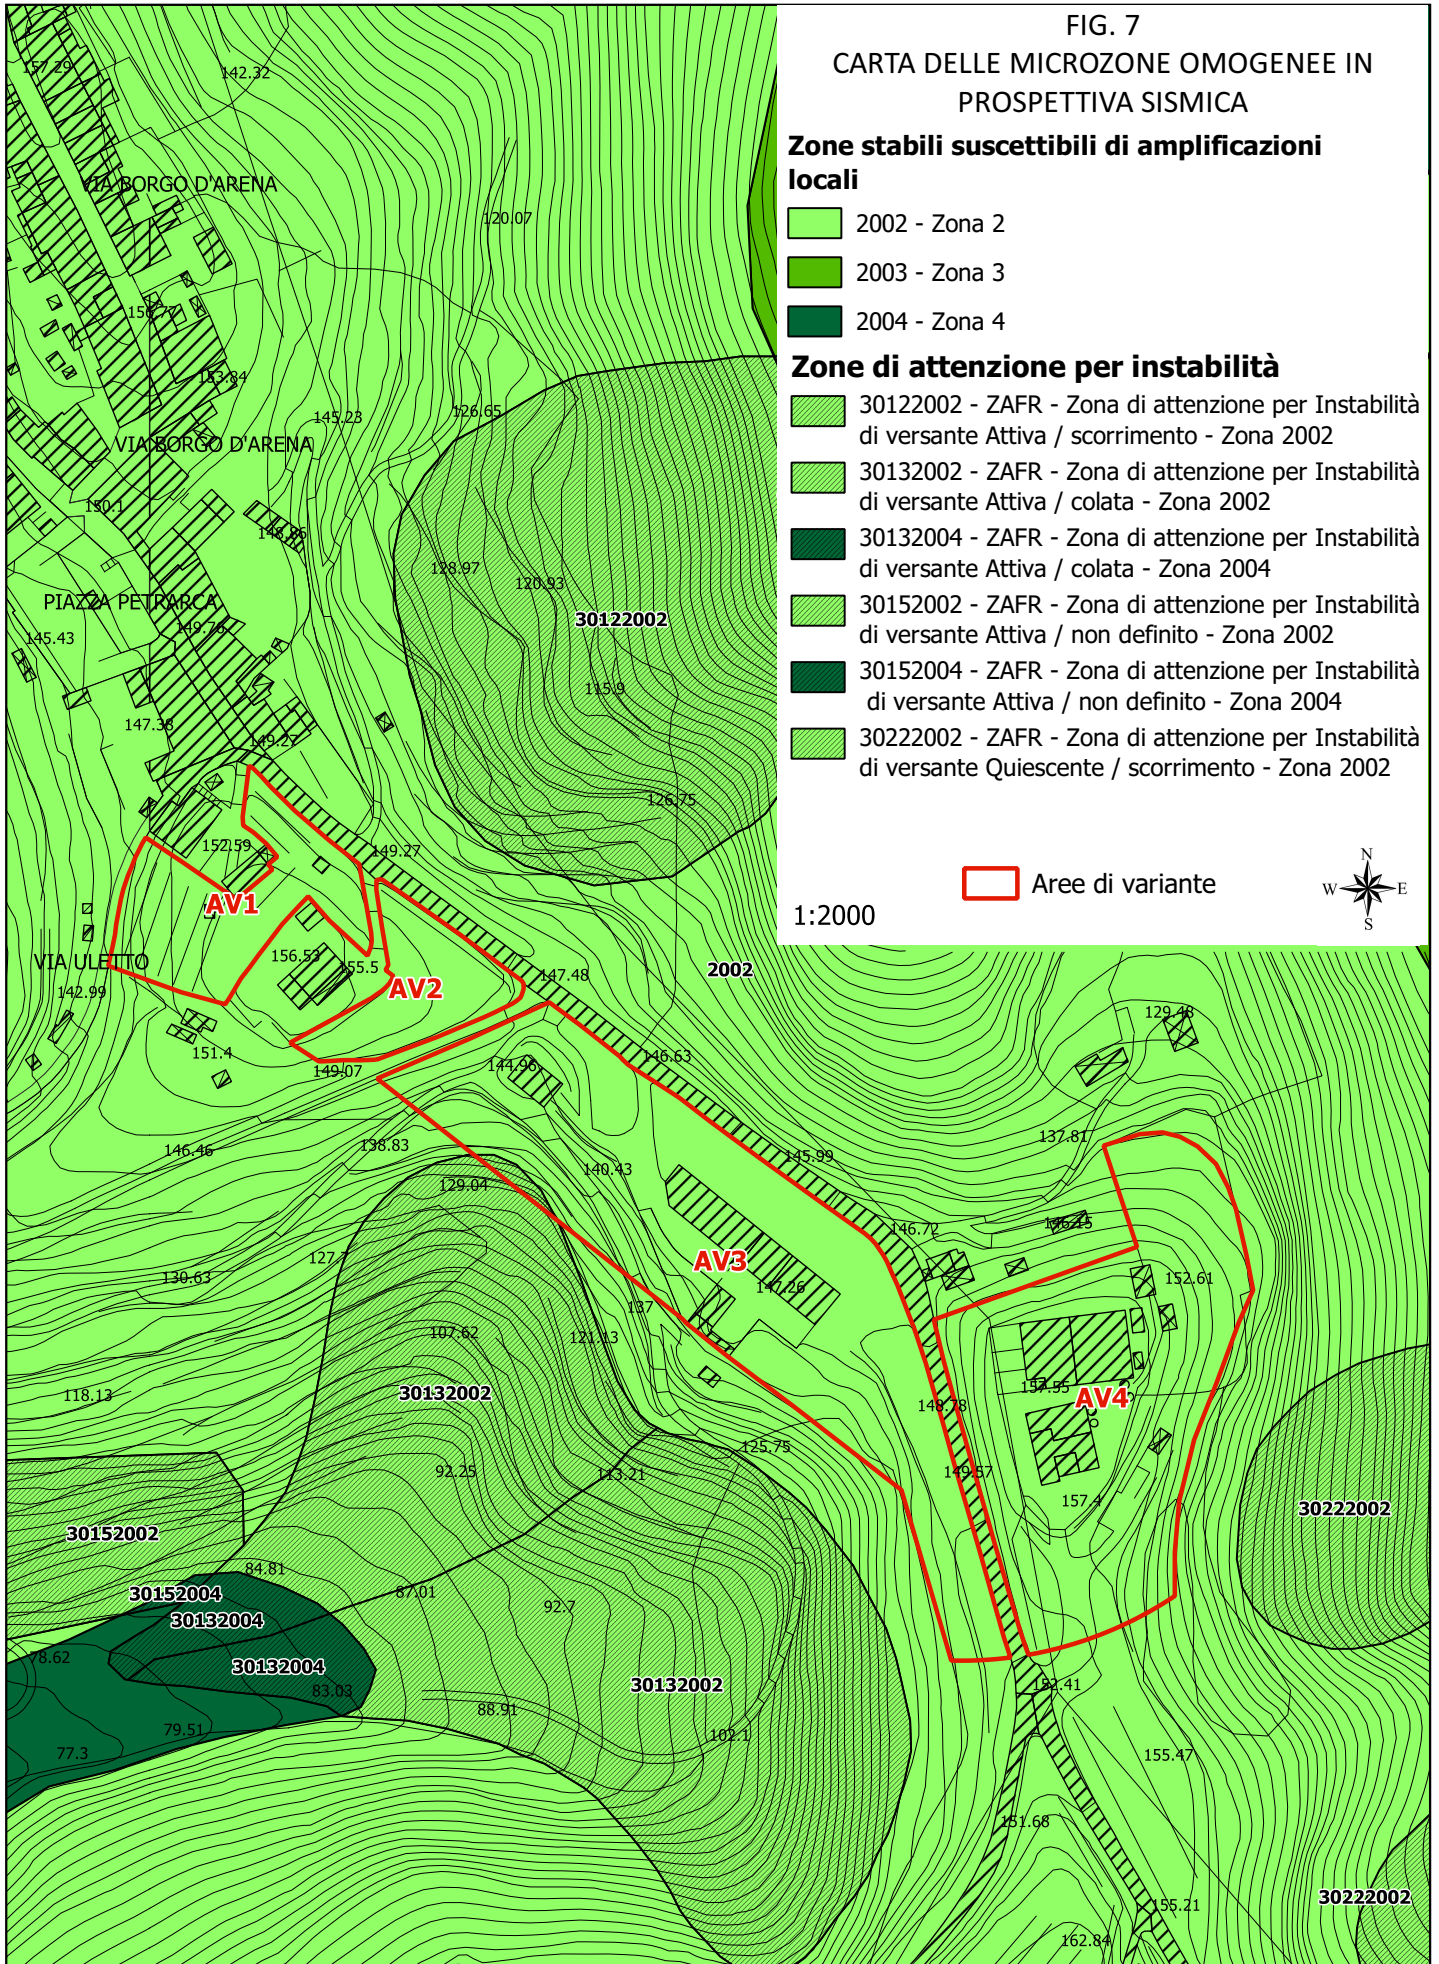 FIG. 7
CARTA DELLE MICROZONE OMOGENEE IN
PROSPETTIVA SISMICA
Zone stabili suscettibili di amplificazioni
locali
2002 - Zona 2
2003 - Zona 3
2004 - Zona 4
Zone di attenzione per instabilità
30122002 - ZAFR - Zona di attenzione per Instabilità
di versante Attiva / scorrimento - Zona 2002
30132002 - ZAFR - Zona di attenzione per Instabilità
di versante Attiva / colata - Zona 2002
30132004 - ZAFR - Zona di attenzione per Instabilità
di versante Attiva / colata - Zona 2004
30152002 - ZAFR - Zona di attenzione per Instabilità
di versante Attiva / non definito - Zona 2002
30152004 - ZAFR - Zona di attenzione per Instabilità
di versante Attiva / non definito - Zona 2004
30222002 - ZAFR - Zona di attenzione per Instabilità
di versante Quiescente / scorrimento - Zona 2002
Aree di variante
1:2000
N
W E
S
157.29
142.32
VIA BORGO D'ARENA
120.07
153.84
145.23
126.65
VIA BORGO D'ARENA
150.1
148.86
128.97
120.93
PIAZZA PETRARCA
30122002
149.76
145.43
115.9
147.38
149.27
126.75
152.59
149.27
AV1
VIA ULETTO
156.53
155.5
147.48
2002
AV2
142.99
129.48
151.4
149.07
144.96
146.63
137.81
146.46
138.83
145.99
140.43
129.04
146.72
146.15
127.7
AV3
130.63
147.26
152.61
137
107.62
121.13
118.13
30132002
157.55
AV4
148.78
125.75
92.25
113.21
149.57
157.4
30222002
30152002
84.81
30152004
87.01
92.7
30132004
78.62
30132004
30132002
152.41
83.03
88.91
79.51
102.1
77.3
155.47
151.68
30222002
155.21
162.84